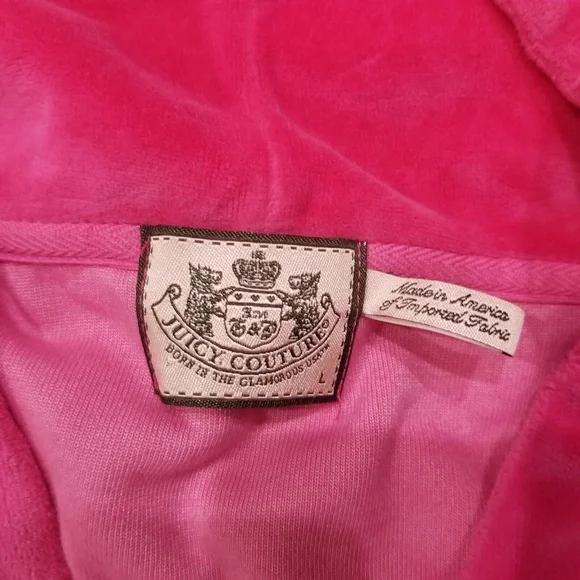 G&P
JUICY COUTURE
BORN IN THE GLAMOROUS USA
L
Made in America
of Imported Fabric